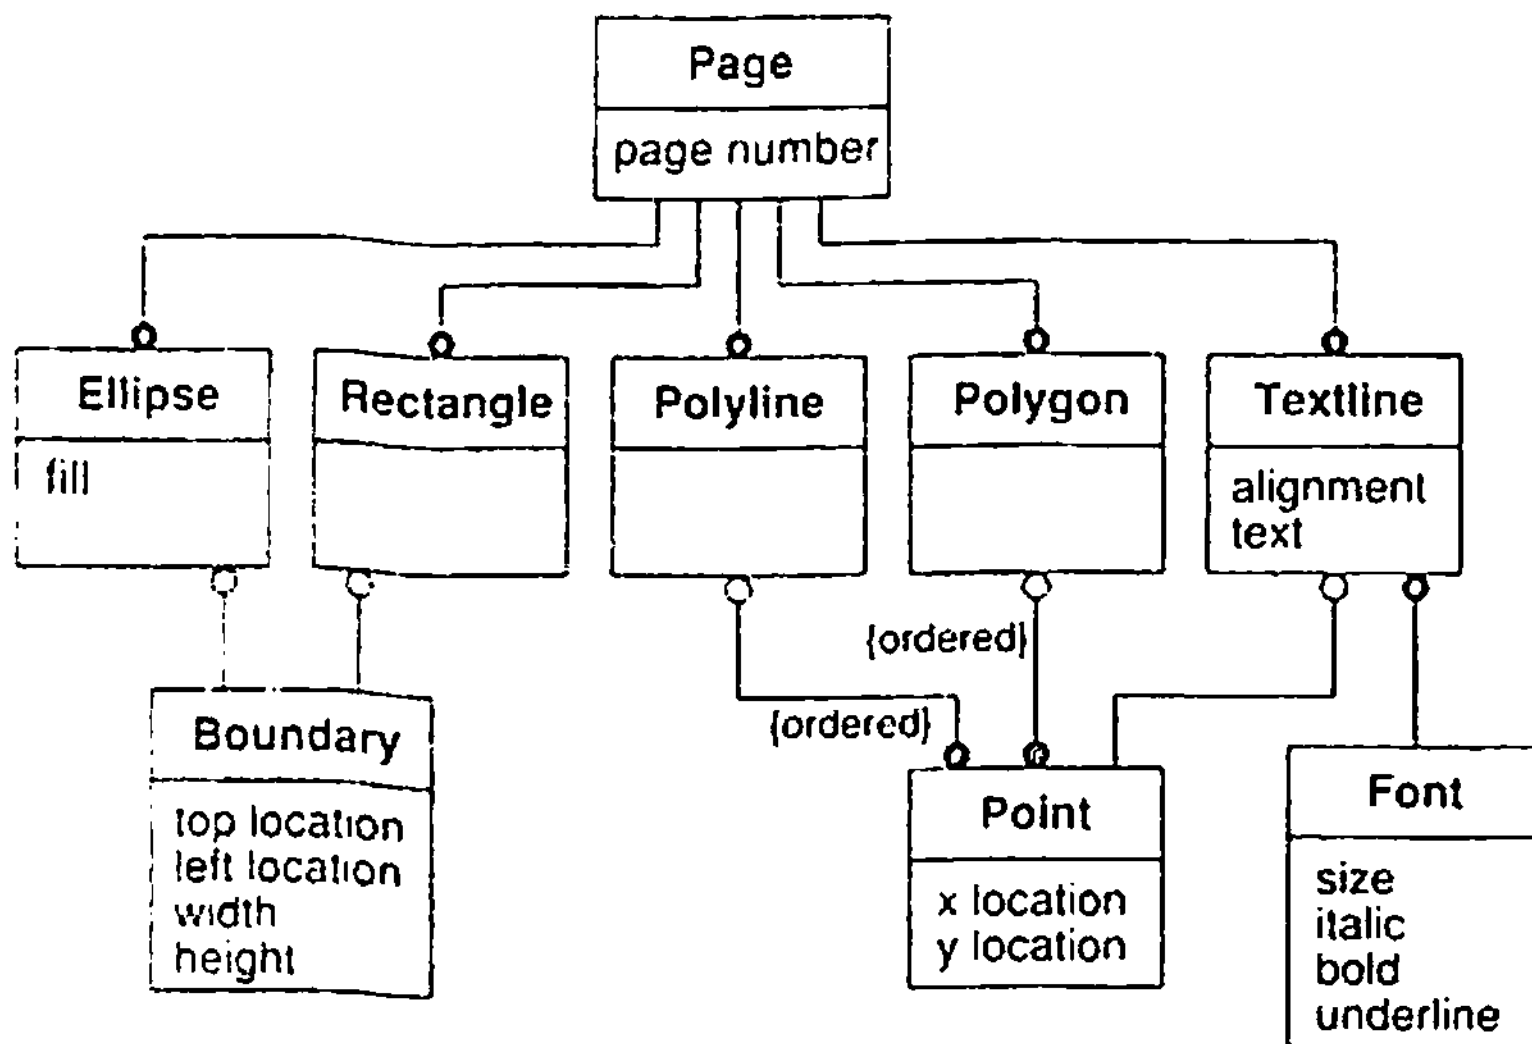 Page
page number
Ellipse
fill
Rectangle
Polyline
Polygon
Textline
alignment
text
{ordered}
{ordered}
Boundary
top location
left location
width
height
Point
x location
y location
Font
size
italic
bold
underline